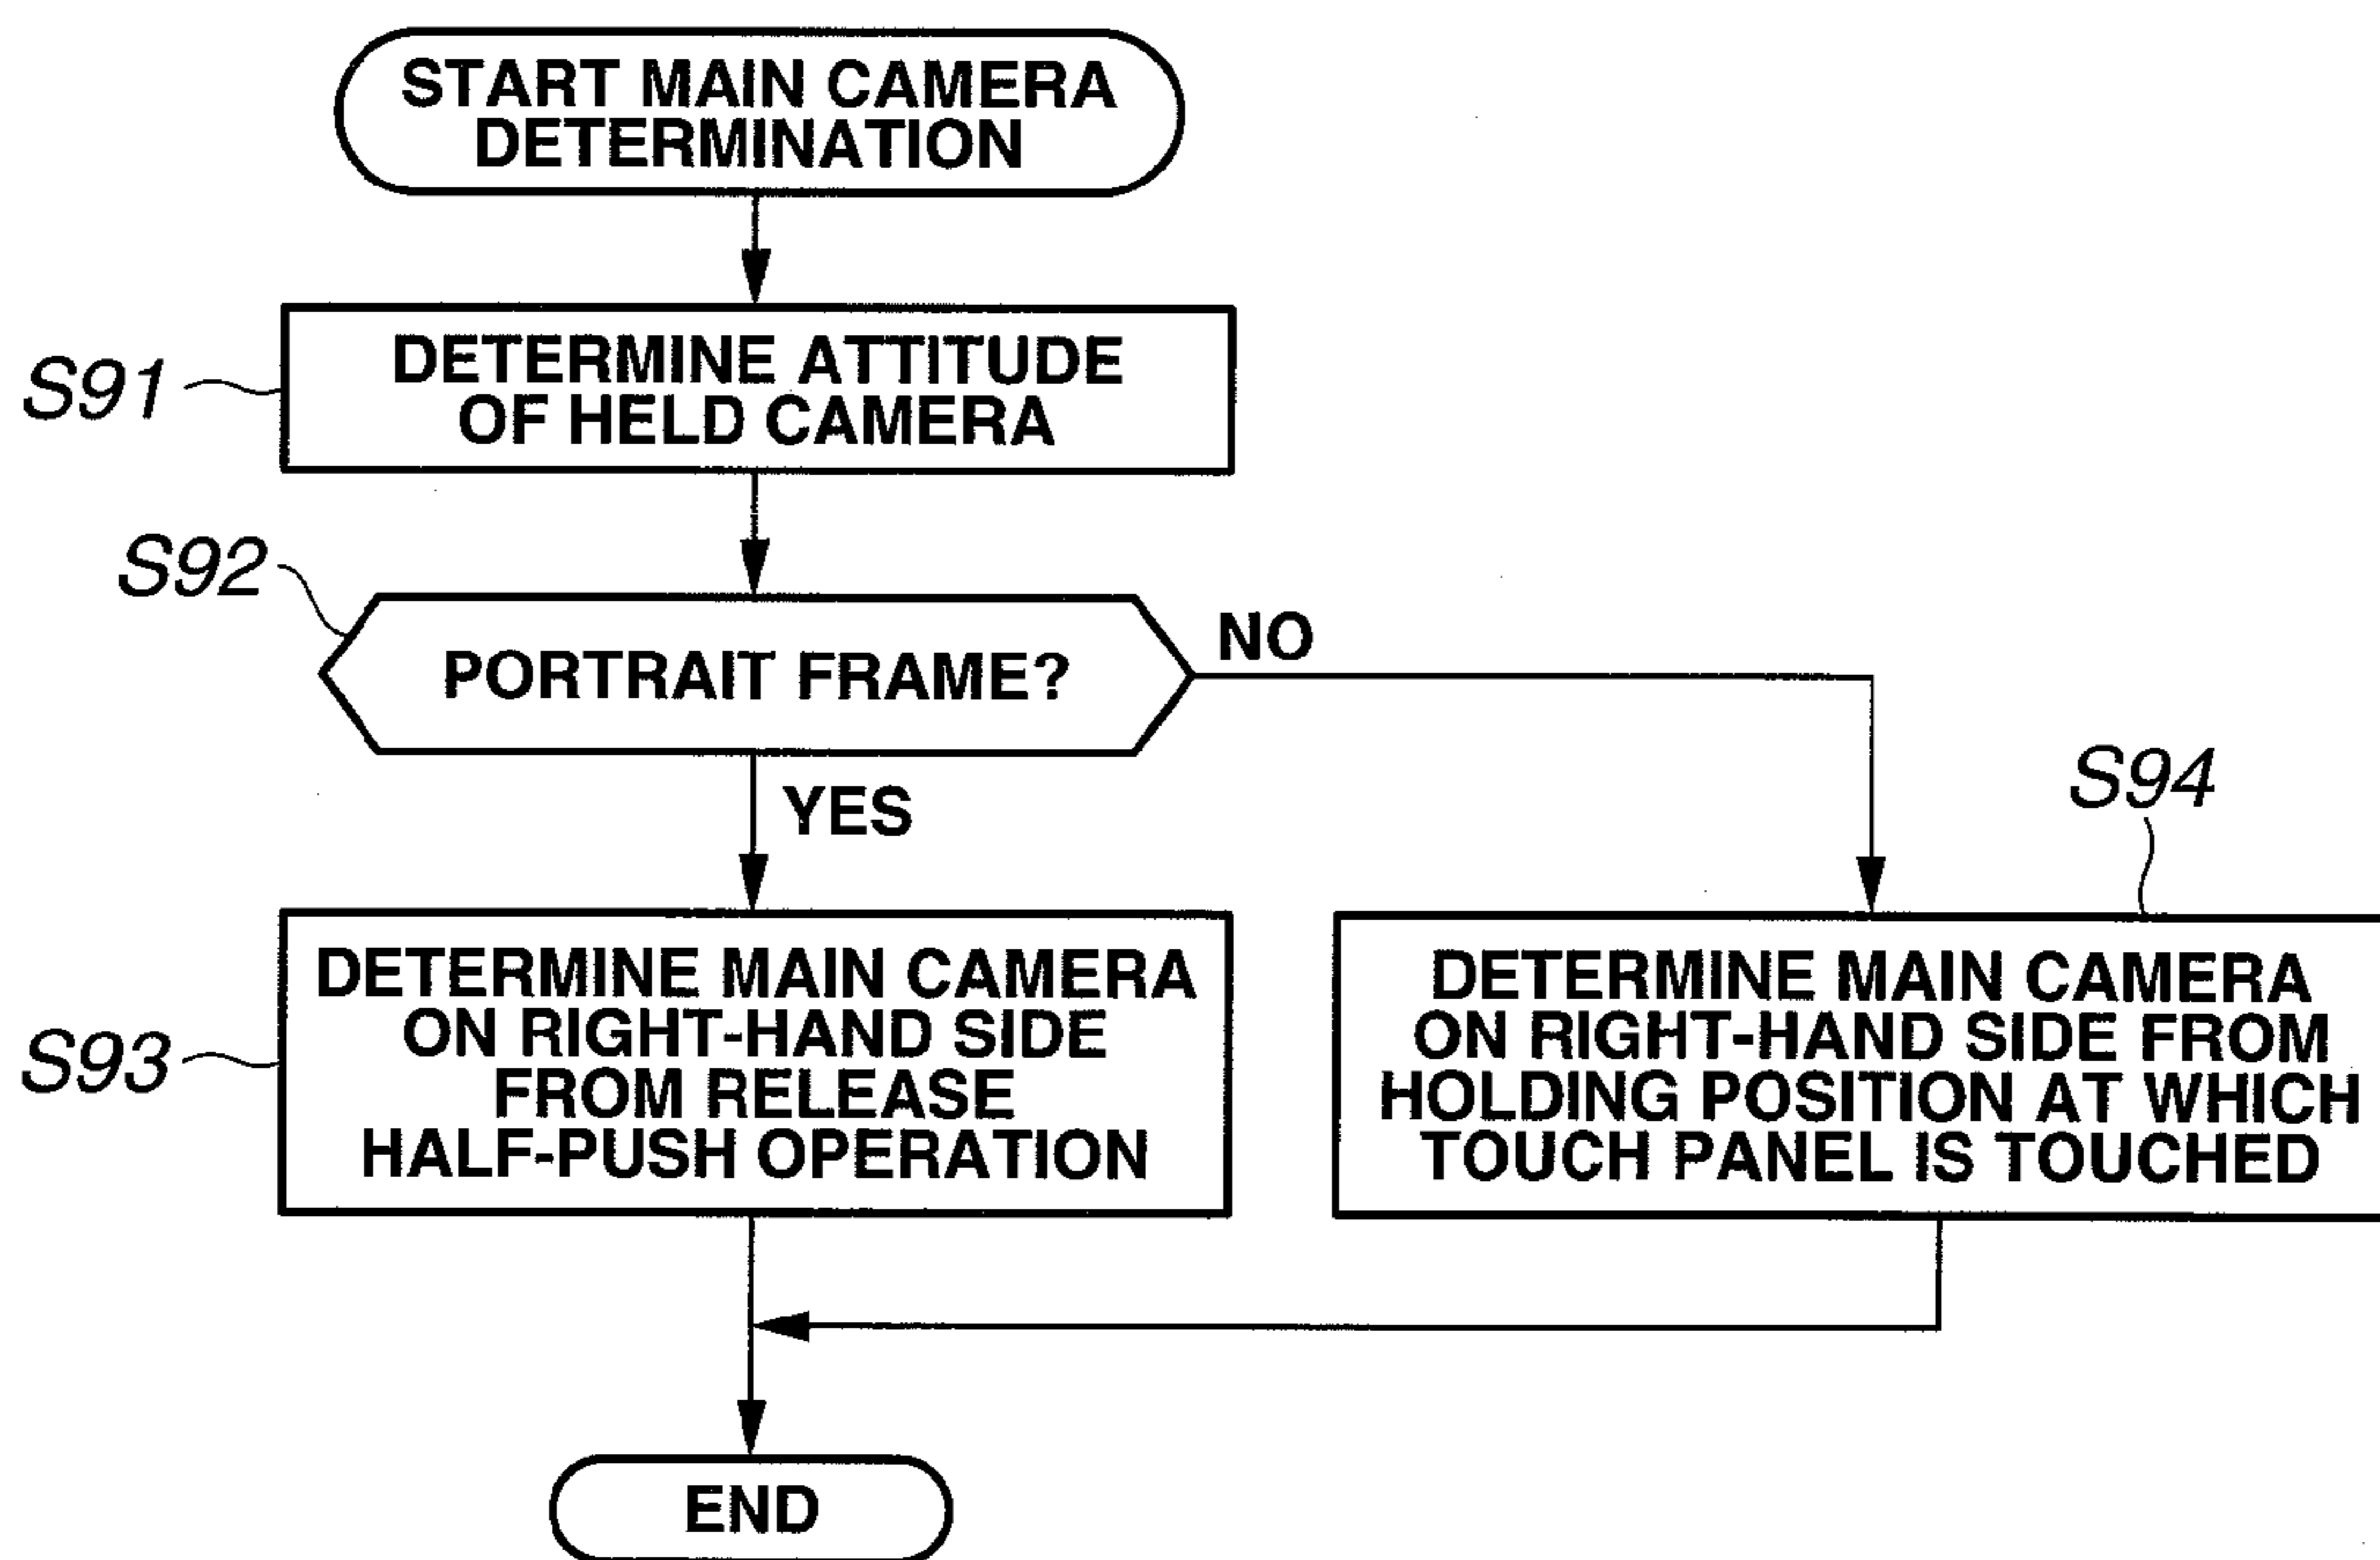 START MAIN CAMERA
DETERMINATION
S91
DETERMINE ATTITUDE
OF HELD CAMERA
S92
PORTRAIT FRAME?
NO
YES
S93
DETERMINE MAIN CAMERA
ON RIGHT-HAND SIDE
FROM RELEASE
HALF-PUSH OPERATION
S94
DETERMINE MAIN CAMERA
ON RIGHT-HAND SIDE FROM
HOLDING POSITION AT WHICH
TOUCH PANEL IS TOUCHED
END